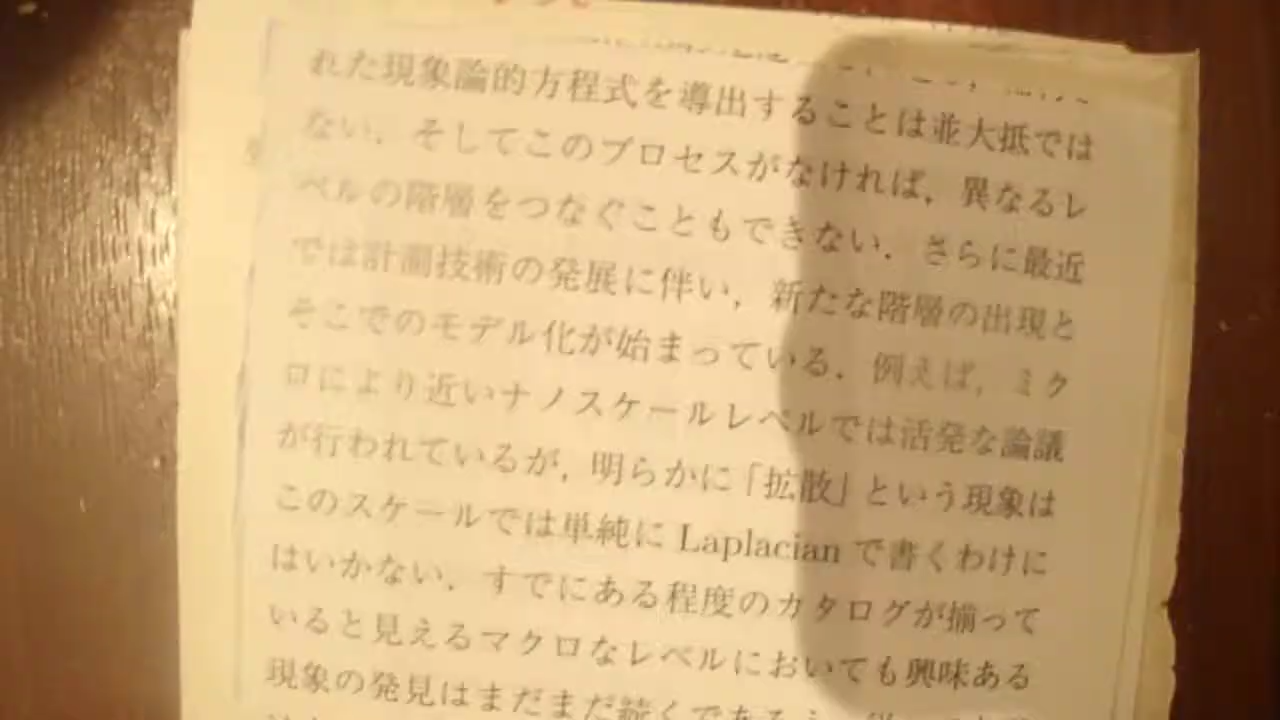 れた現象論的方程式を導出することは並大抵では
ない．そしてこのプロセスがなければ，異なるレ
ベルの階層をつなぐこともできない．さらに最近
では計測技術の発展に伴い，新たな階層の出現と
そこでのモデル化が始まっている．例えば，ミク
ロにより近いナノスケールレベルでは活発な論議
が行われているが，明らかに「拡散」という現象は
このスケールでは単純に Laplacian で書くわけに
はいかない．すでにある程度のカタログが揃って
いると見えるマクロなレベルにおいても興味ある
現象の発見はまだまだ続くであろう